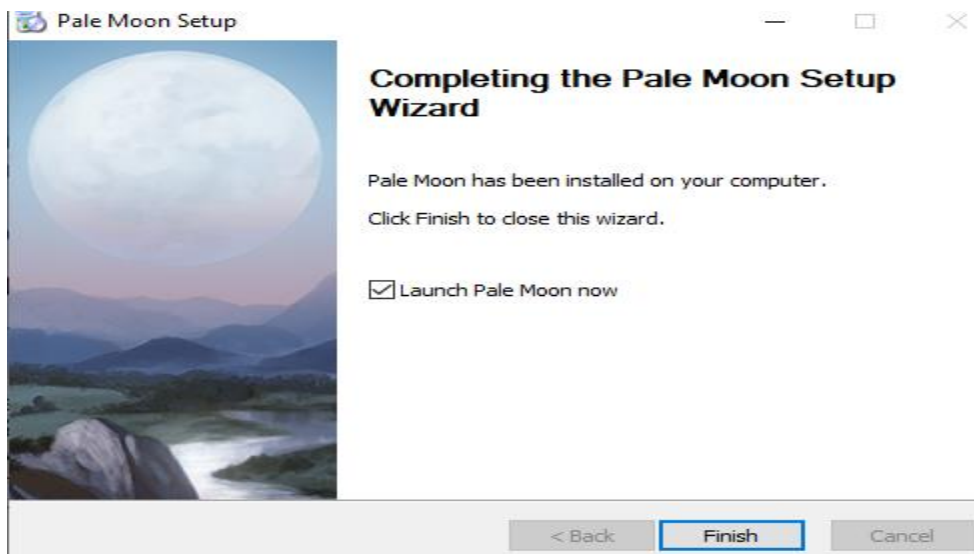 Pale Moon Setup
Completing the Pale Moon Setup
Wizard
Pale Moon has been installed on your computer.
Click Finish to close this wizard.
Launch Pale Moon now
< Back
Finish
Cancel